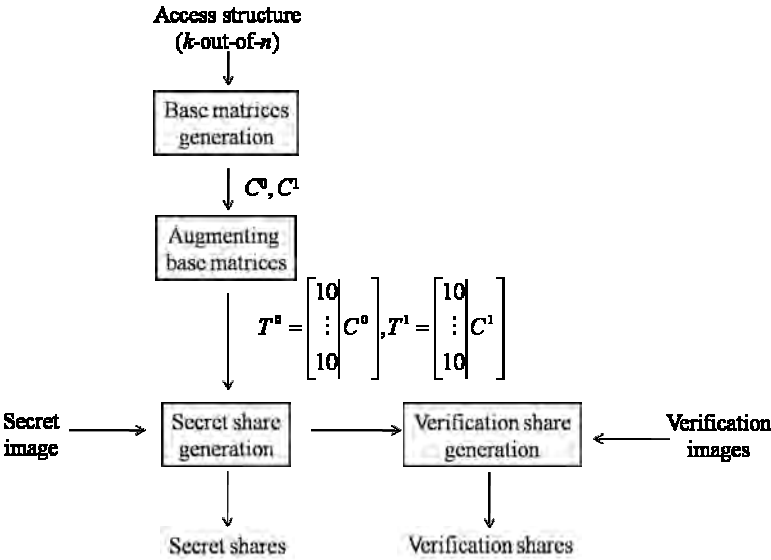 Access structure
(k-out-of-n)
Base matrices
generation
C⁰, C¹
Augmenting
base matrices
T⁰ = [10 ⋮ 10 | C⁰], T¹ = [10 ⋮ 10 | C¹]
Secret
image
Secret share
generation
Verification share
generation
Verification
images
Secret shares
Verification shares